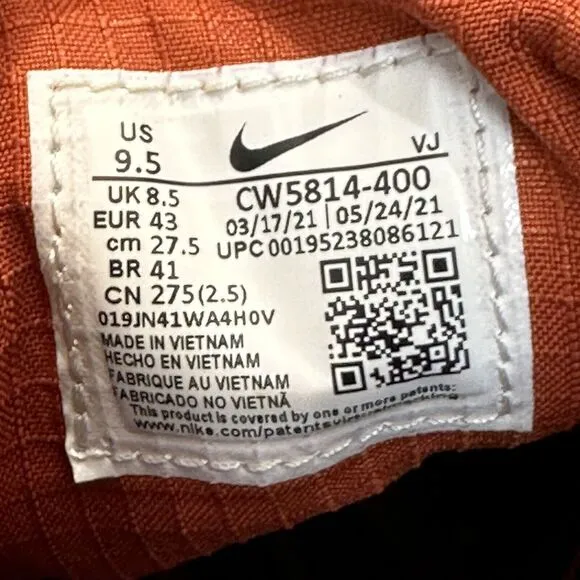 US
9.5
VJ
UK 8.5
CW5814-400
EUR 43
03/17/21 | 05/24/21
cm 27.5
UPC 00195238086121
BR 41
CN 275(2.5)
019JN41WA4H0V
MADE IN VIETNAM
HECHO EN VIETNAM
FABRIQUE AU VIETNAM
FABRICADO NO VIETNÃ
This product is covered by one or more patents:
www.nike.com/patents